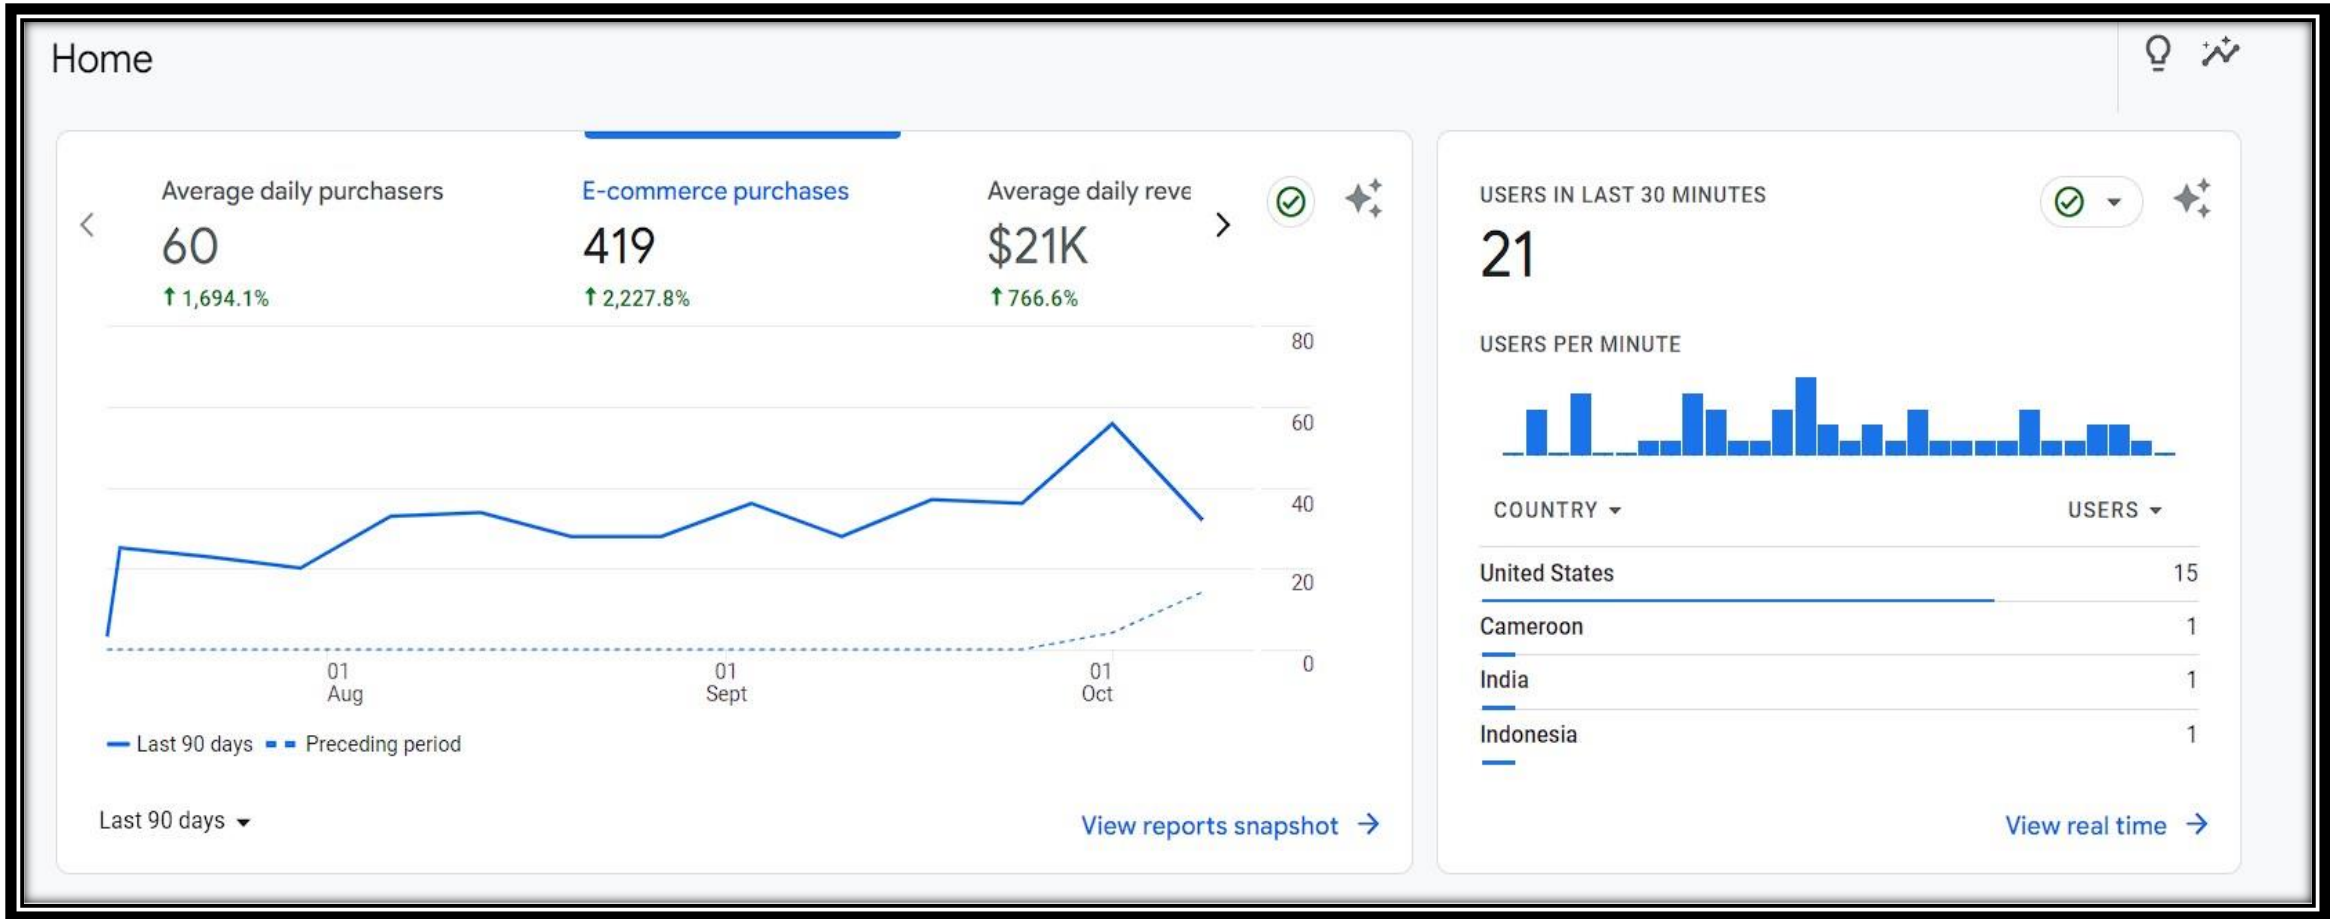 Home
Average daily purchasers
60
1,694.1%
E-commerce purchases
419
2,227.8%
Average daily reve
$21K
766.6%
80
60
40
20
0
01
Aug
01
Sept
01
Oct
Last 90 days
Preceding period
Last 90 days
View reports snapshot
USERS IN LAST 30 MINUTES
21
USERS PER MINUTE
COUNTRY USERS
United States 15
Cameroon 1
India 1
Indonesia 1
View real time